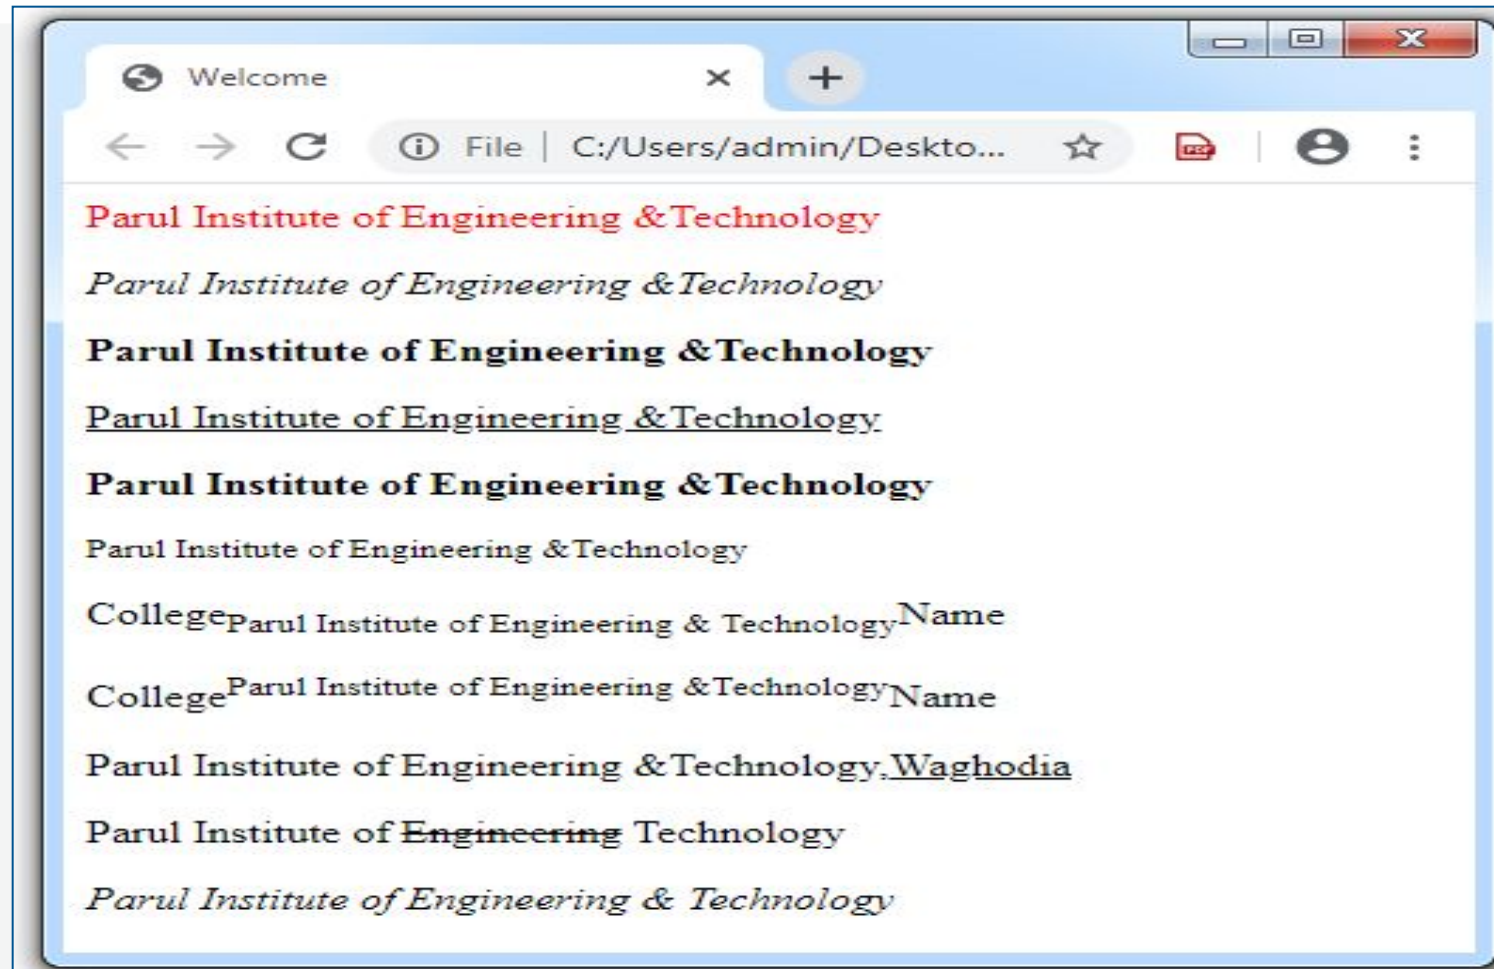 Welcome
File | C:/Users/admin/Deskto...
Parul Institute of Engineering &Technology
Parul Institute of Engineering &Technology
Parul Institute of Engineering &Technology
Parul Institute of Engineering &Technology
Parul Institute of Engineering &Technology
Parul Institute of Engineering &Technology
CollegeParul Institute of Engineering & TechnologyName
CollegeParul Institute of Engineering &TechnologyName
Parul Institute of Engineering &Technology, Waghodia
Parul Institute of Engineering Technology
Parul Institute of Engineering & Technology